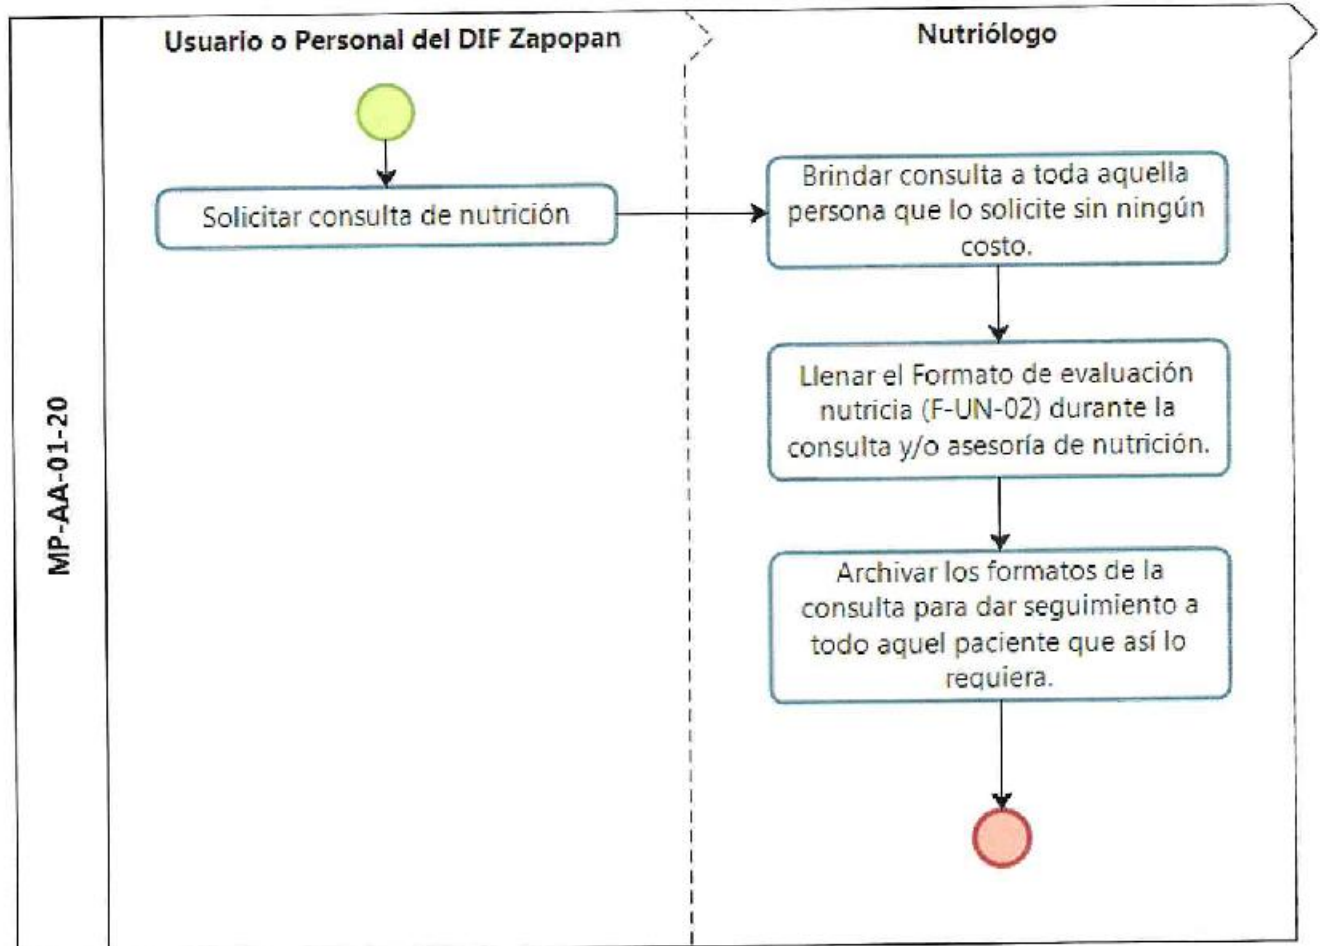 Usuario o Personal del DIF Zapopan
Nutriólogo
MP-AA-01-20
Solicitar consulta de nutrición
Brindar consulta a toda aquella
persona que lo solicite sin ningún
costo.
Llenar el Formato de evaluación
nutricia (F-UN-02) durante la
consulta y/o asesoría de nutrición.
Archivar los formatos de la
consulta para dar seguimiento a
todo aquel paciente que así lo
requiera.